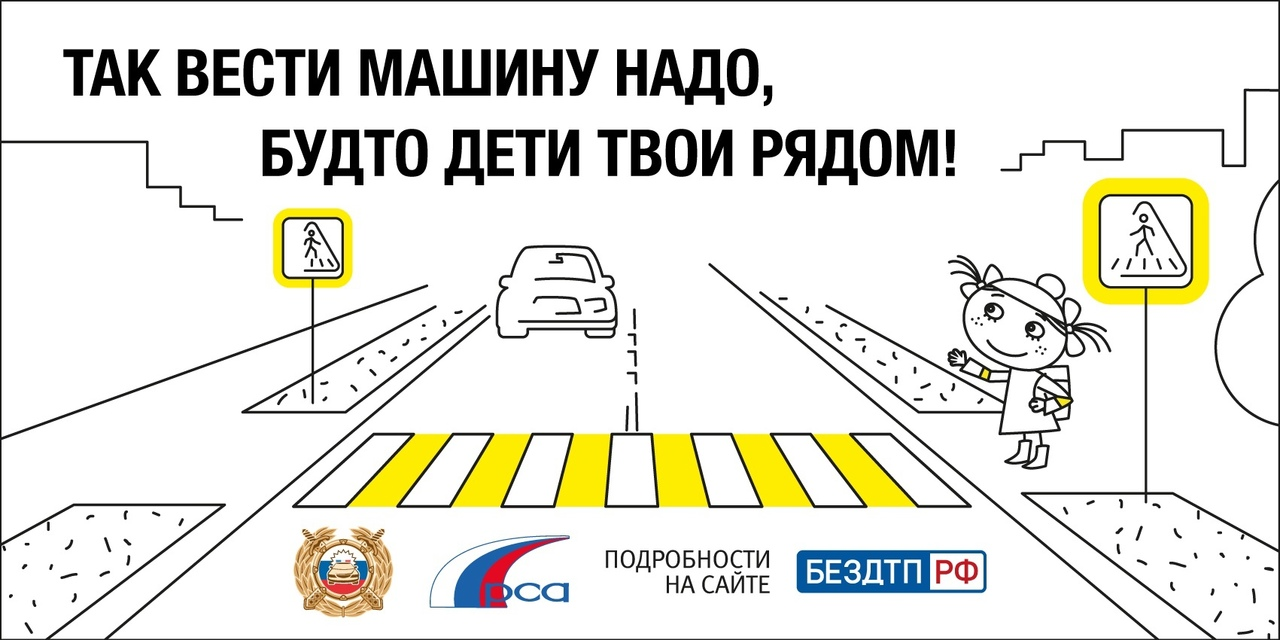 ТАК ВЕСТИ МАШИНУ НАДО,
БУДТО ДЕТИ ТВОИ РЯДОМ!
рса
ПОДРОБНОСТИ
НА САЙТЕ
БЕЗДТП РФ